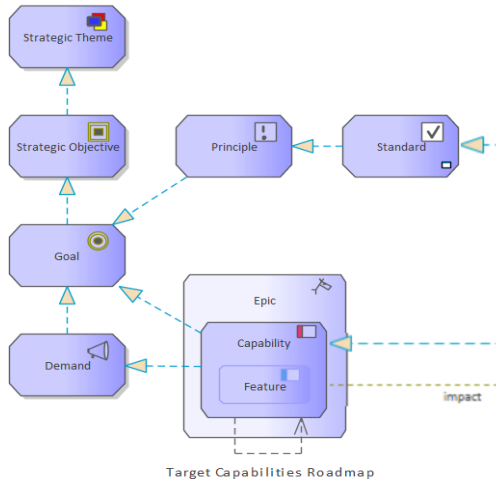 Strategic Theme
Strategic Objective
Principle
Standard
Goal
Epic
Capability
Demand
Feature
impact
Target Capabilities Roadmap